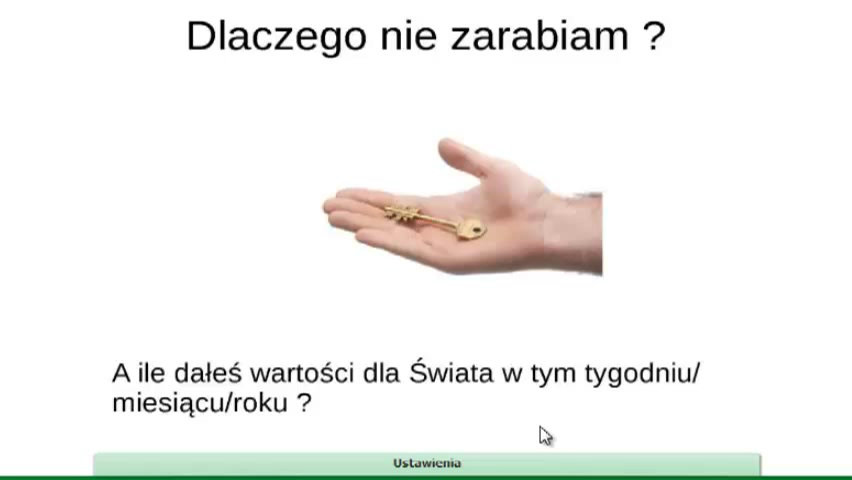 Dlaczego nie zarabiam ?
A ile dałeś wartości dla Świata w tym tygodniu/
miesiącu/roku ?
Ustawienia